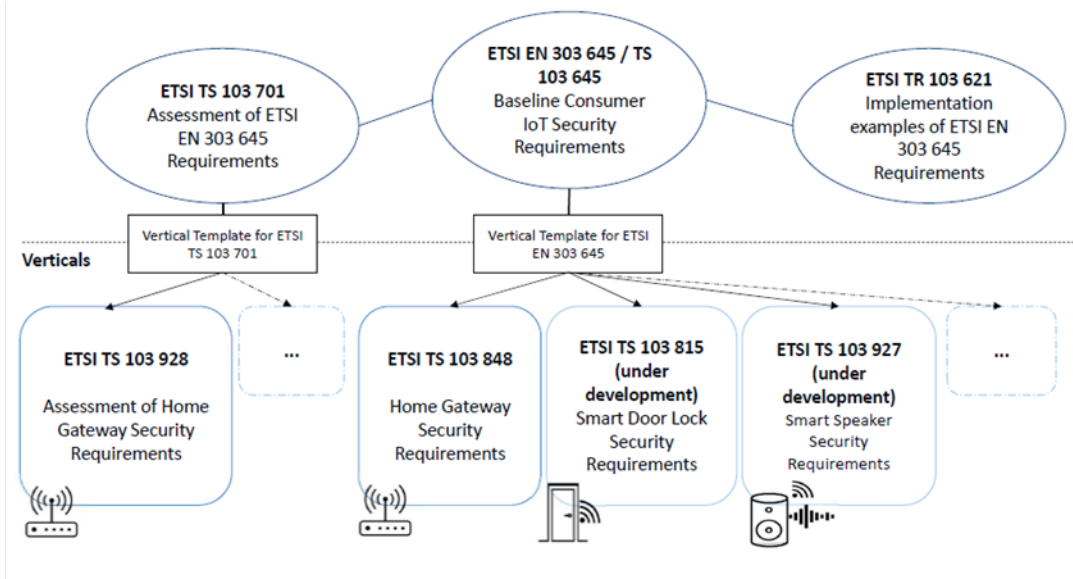 ETSI TS 103 701
Assessment of ETSI
EN 303 645
Requirements
ETSI EN 303 645 / TS
103 645
Baseline Consumer
IoT Security
Requirements
ETSI TR 103 621
Implementation
examples of ETSI EN
303 645
Requirements
Vertical Template for ETSI
TS 103 701
Vertical Template for ETSI
EN 303 645
Verticals
ETSI TS 103 928
Assessment of Home
Gateway Security
Requirements
...
ETSI TS 103 848
Home Gateway
Security
Requirements
ETSI TS 103 815
(under
development)
Smart Door Lock
Security
Requirements
ETSI TS 103 927
(under
development)
Smart Speaker
Security
Requirements
...